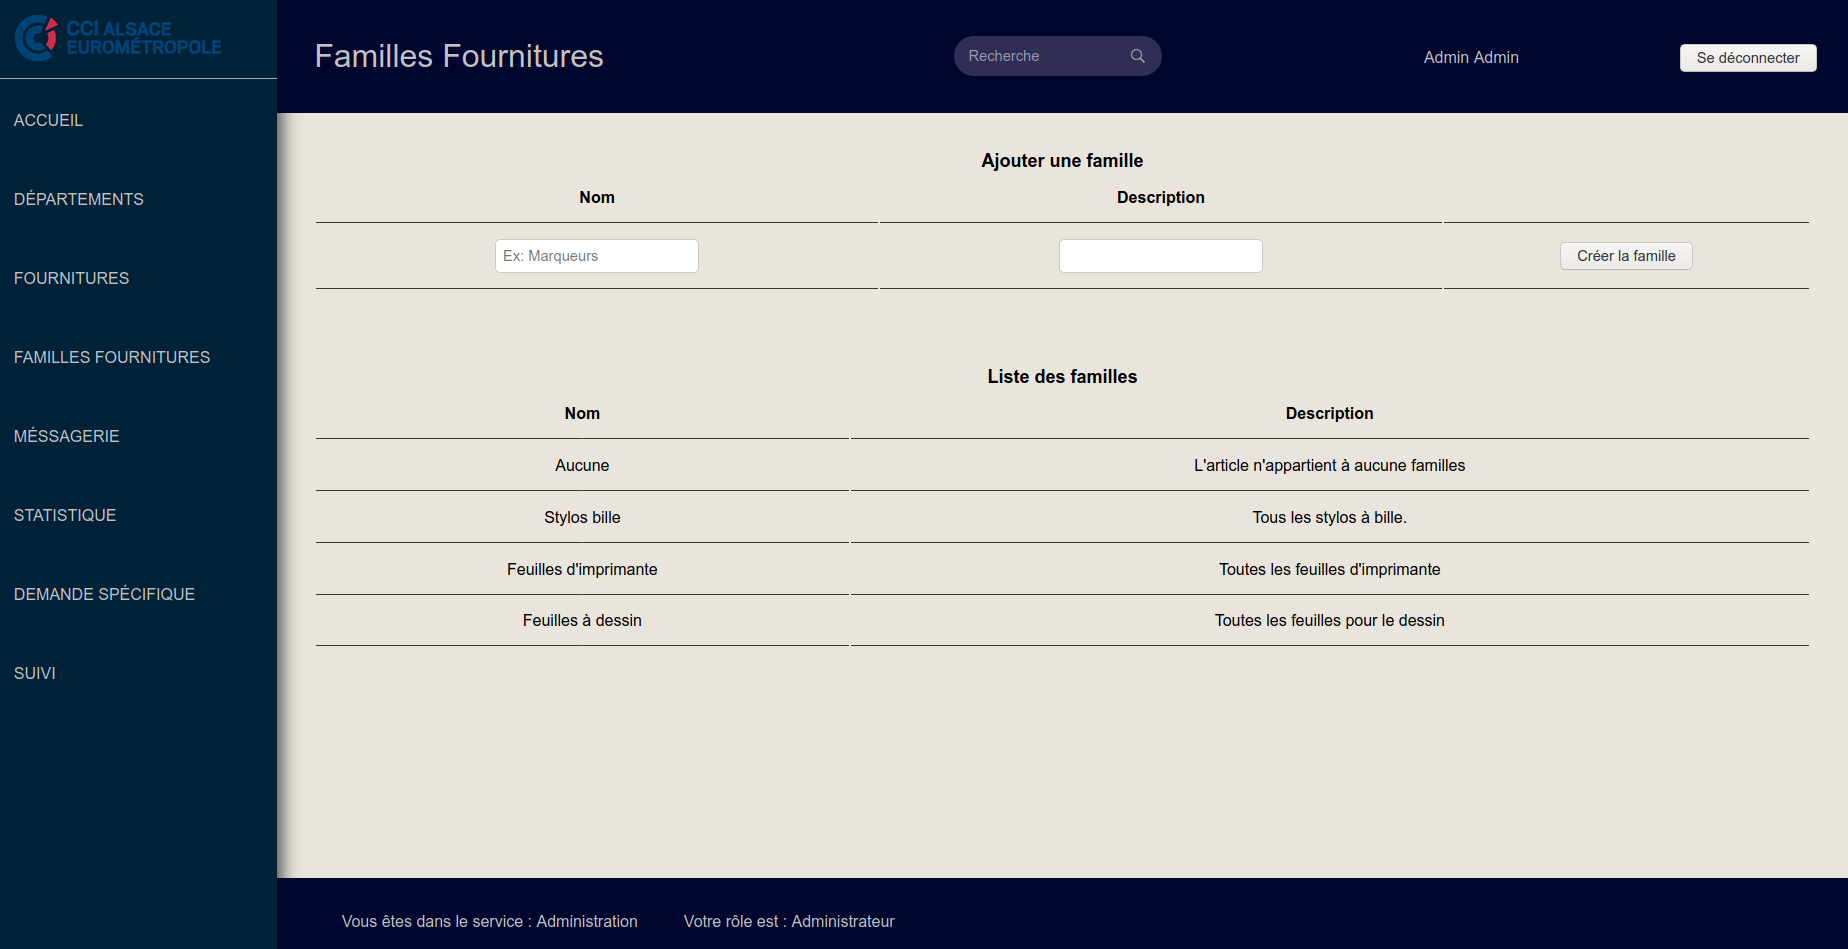 CCI ALSACE
EUROMÉTROPOLE
Familles Fournitures
Recherche
Admin Admin
Se déconnecter
ACCUEIL
DÉPARTEMENTS
FOURNITURES
FAMILLES FOURNITURES
MÉSSAGERIE
STATISTIQUE
DEMANDE SPÉCIFIQUE
SUIVI
Ajouter une famille
Nom Description
Ex: Marqueurs
Créer la famille
Liste des familles
Nom Description
Aucune L'article n'appartient à aucune familles
Stylos bille Tous les stylos à bille.
Feuilles d'imprimante Toutes les feuilles d'imprimante
Feuilles à dessin Toutes les feuilles pour le dessin
Vous êtes dans le service : Administration Votre rôle est : Administrateur